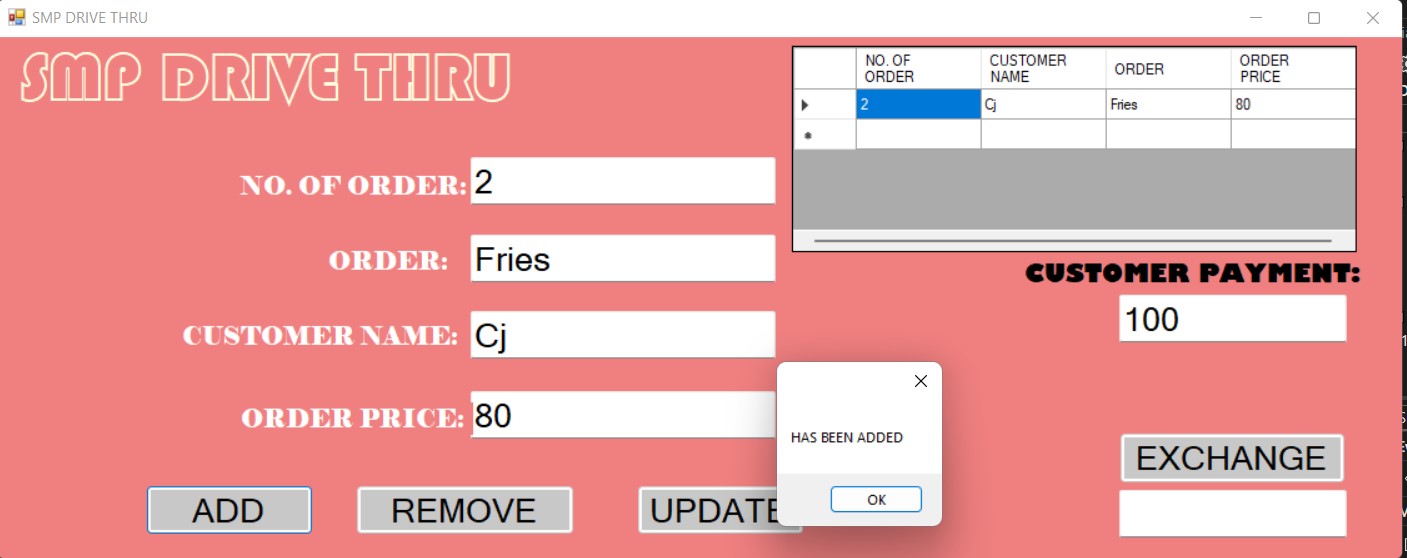 SMP DRIVE THRU
SMP DRIVE THRU
NO. OF ORDER
CUSTOMER NAME
ORDER
ORDER PRICE
2
Cj
Fries
80
NO. OF ORDER:
2
ORDER:
Fries
CUSTOMER NAME:
Cj
ORDER PRICE:
80
CUSTOMER PAYMENT:
100
HAS BEEN ADDED
OK
EXCHANGE
ADD
REMOVE
UPDATE